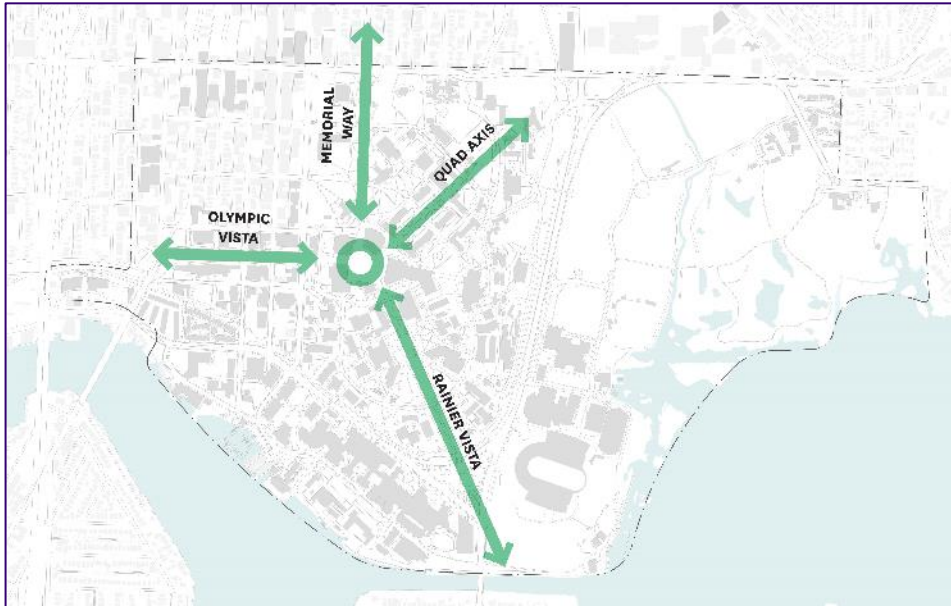 MEMORIAL
WAY
QUAD AXIS
OLYMPIC
VISTA
RAINIER VISTA